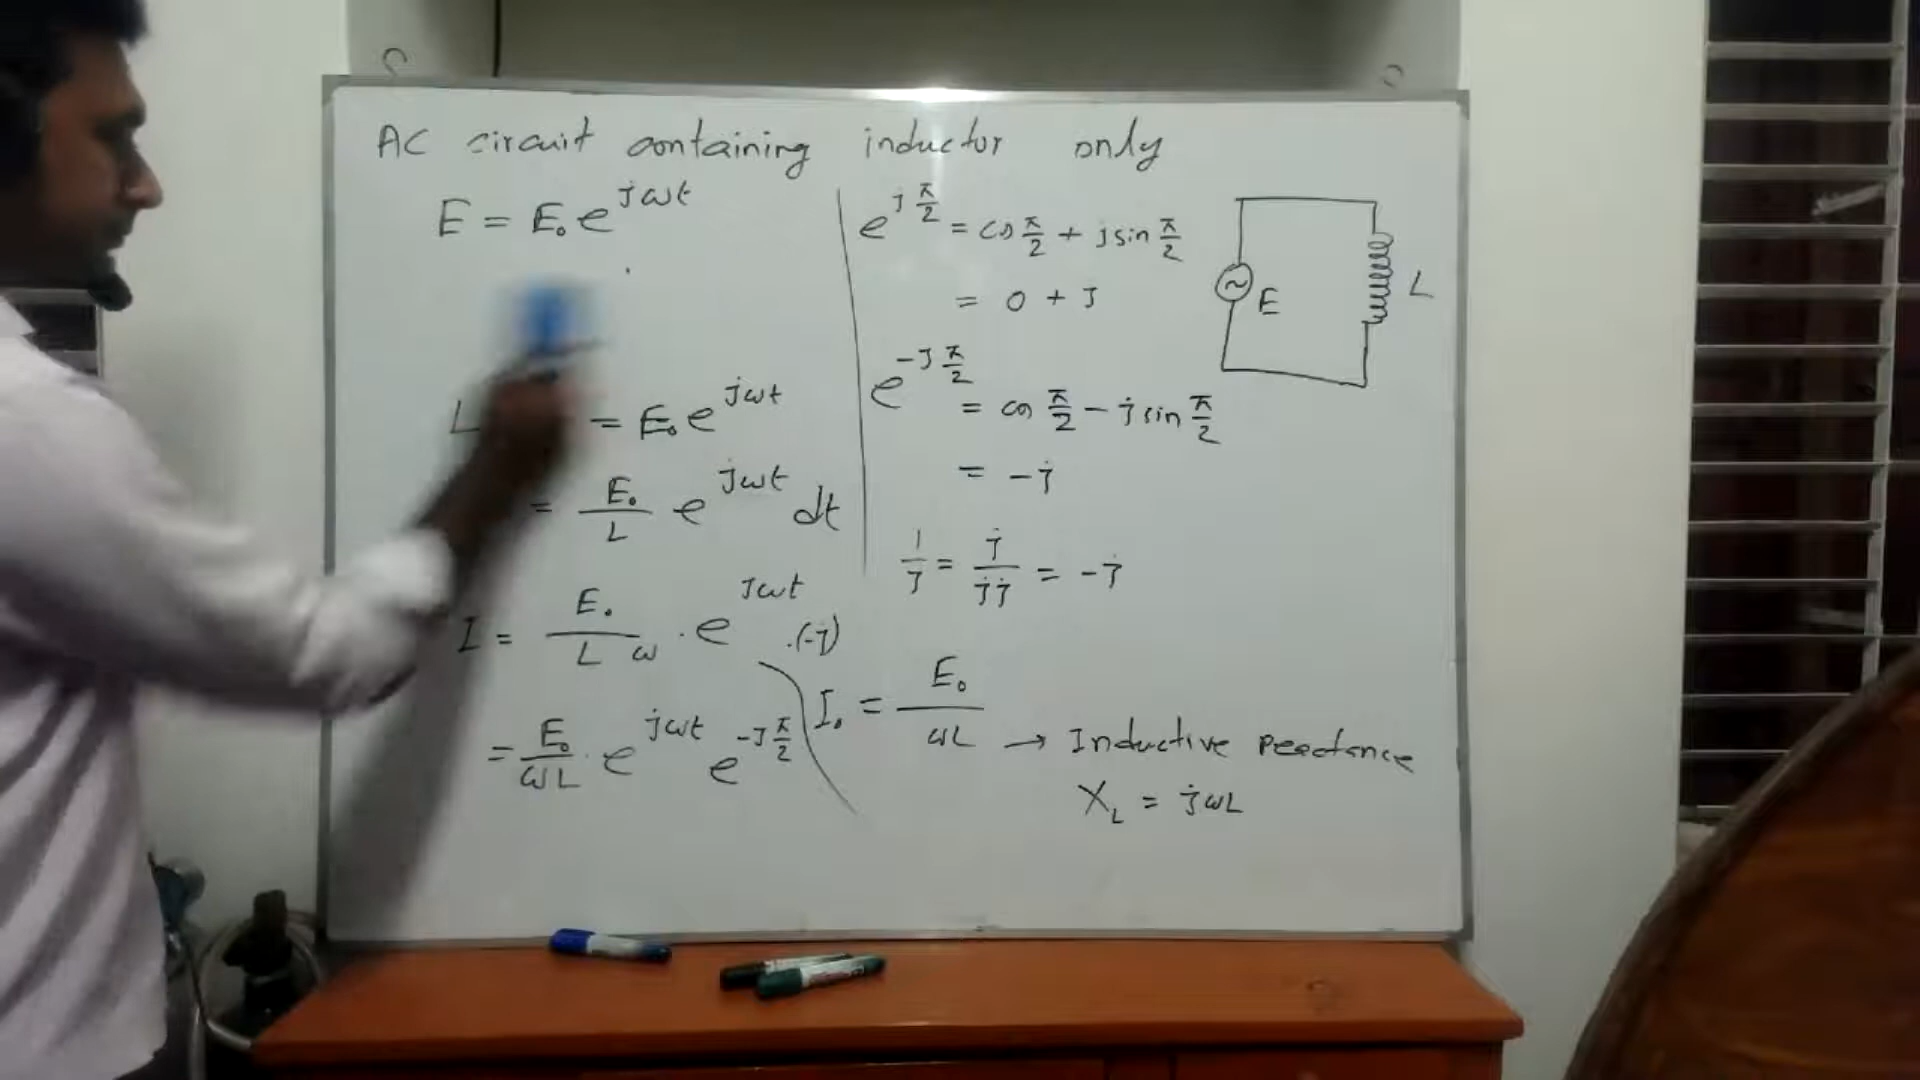 AC circuit containing inductor only
E = E₀ e^{jωt}
L = E₀ e^{jωt}
= E₀/L e^{jωt} dt
I = E₀/Lω · e^{jωt} · (-j)
= E₀/ωL · e^{jωt} e^{-jπ/2}
e^{jπ/2} = cos π/2 + j sin π/2
= 0 + j
e^{-jπ/2} = cos π/2 - j sin π/2
= -j
1/j = j/jj = -j
I₀ = E₀/ωL → Inductive Reactance
X_L = jωL
E
L